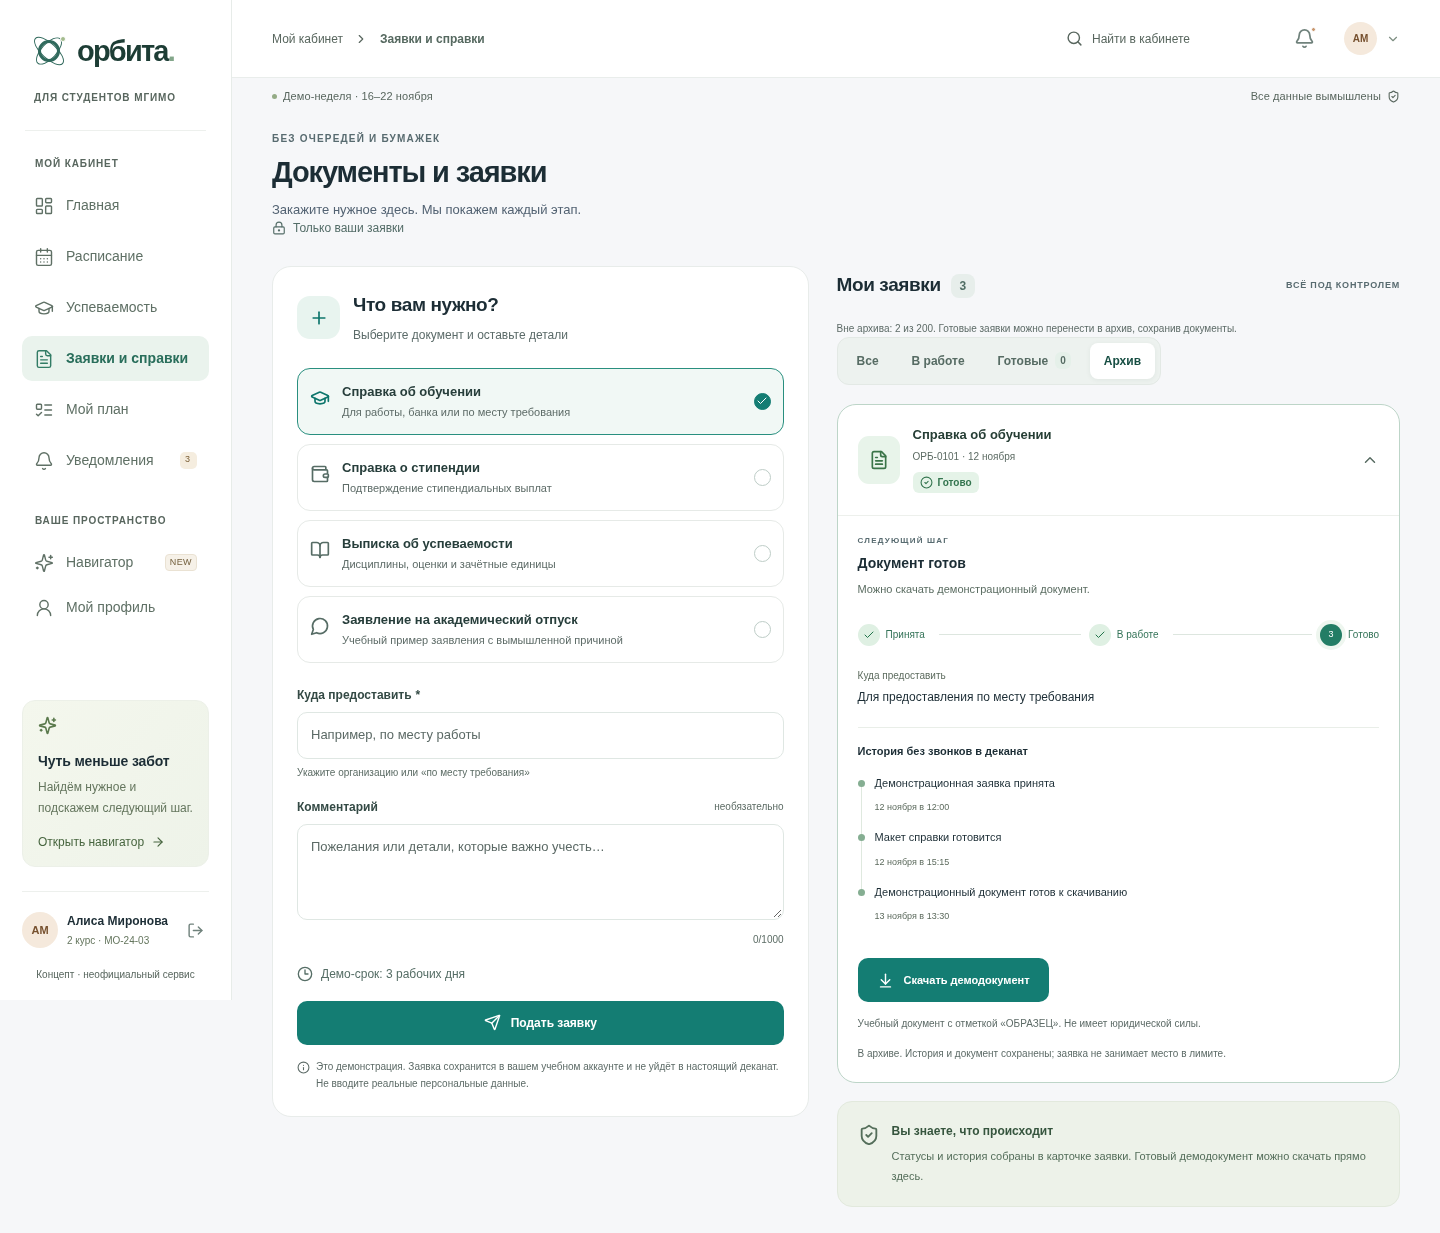 орбита.
ДЛЯ СТУДЕНТОВ МГИМО
МОЙ КАБИНЕТ
Главная
Расписание
Успеваемость
Заявки и справки
Мой план
Уведомления 3
ВАШЕ ПРОСТРАНСТВО
Навигатор NEW
Мой профиль
Чуть меньше забот
Найдём нужное и
подскажем следующий шаг.
Открыть навигатор
АМ
Алиса Миронова
2 курс · МО-24-03
Концепт · неофициальный сервис
Мой кабинет
Заявки и справки
Найти в кабинете
АМ
Демо-неделя · 16–22 ноября
Все данные вымышлены
БЕЗ ОЧЕРЕДЕЙ И БУМАЖЕК
Документы и заявки
Закажите нужное здесь. Мы покажем каждый этап.
Только ваши заявки
Что вам нужно?
Выберите документ и оставьте детали
Справка об обучении
Для работы, банка или по месту требования
Справка о стипендии
Подтверждение стипендиальных выплат
Выписка об успеваемости
Дисциплины, оценки и зачётные единицы
Заявление на академический отпуск
Учебный пример заявления с вымышленной причиной
Куда предоставить *
Например, по месту работы
Укажите организацию или «по месту требования»
Комментарий
необязательно
Пожелания или детали, которые важно учесть…
0/1000
Демо-срок: 3 рабочих дня
Подать заявку
Это демонстрация. Заявка сохранится в вашем учебном аккаунте и не уйдёт в настоящий деканат.
Не вводите реальные персональные данные.
Мои заявки 3
ВСЁ ПОД КОНТРОЛЕМ
Вне архива: 2 из 200. Готовые заявки можно перенести в архив, сохранив документы.
Все
В работе
Готовые 0
Архив
Справка об обучении
ОРБ-0101 · 12 ноября
Готово
СЛЕДУЮЩИЙ ШАГ
Документ готов
Можно скачать демонстрационный документ.
Принята
В работе
3 Готово
Куда предоставить
Для предоставления по месту требования
История без звонков в деканат
Демонстрационная заявка принята
12 ноября в 12:00
Макет справки готовится
12 ноября в 15:15
Демонстрационный документ готов к скачиванию
13 ноября в 13:30
Скачать демодокумент
Учебный документ с отметкой «ОБРАЗЕЦ». Не имеет юридической силы.
В архиве. История и документ сохранены; заявка не занимает место в лимите.
Вы знаете, что происходит
Статусы и история собраны в карточке заявки. Готовый демодокумент можно скачать прямо
здесь.